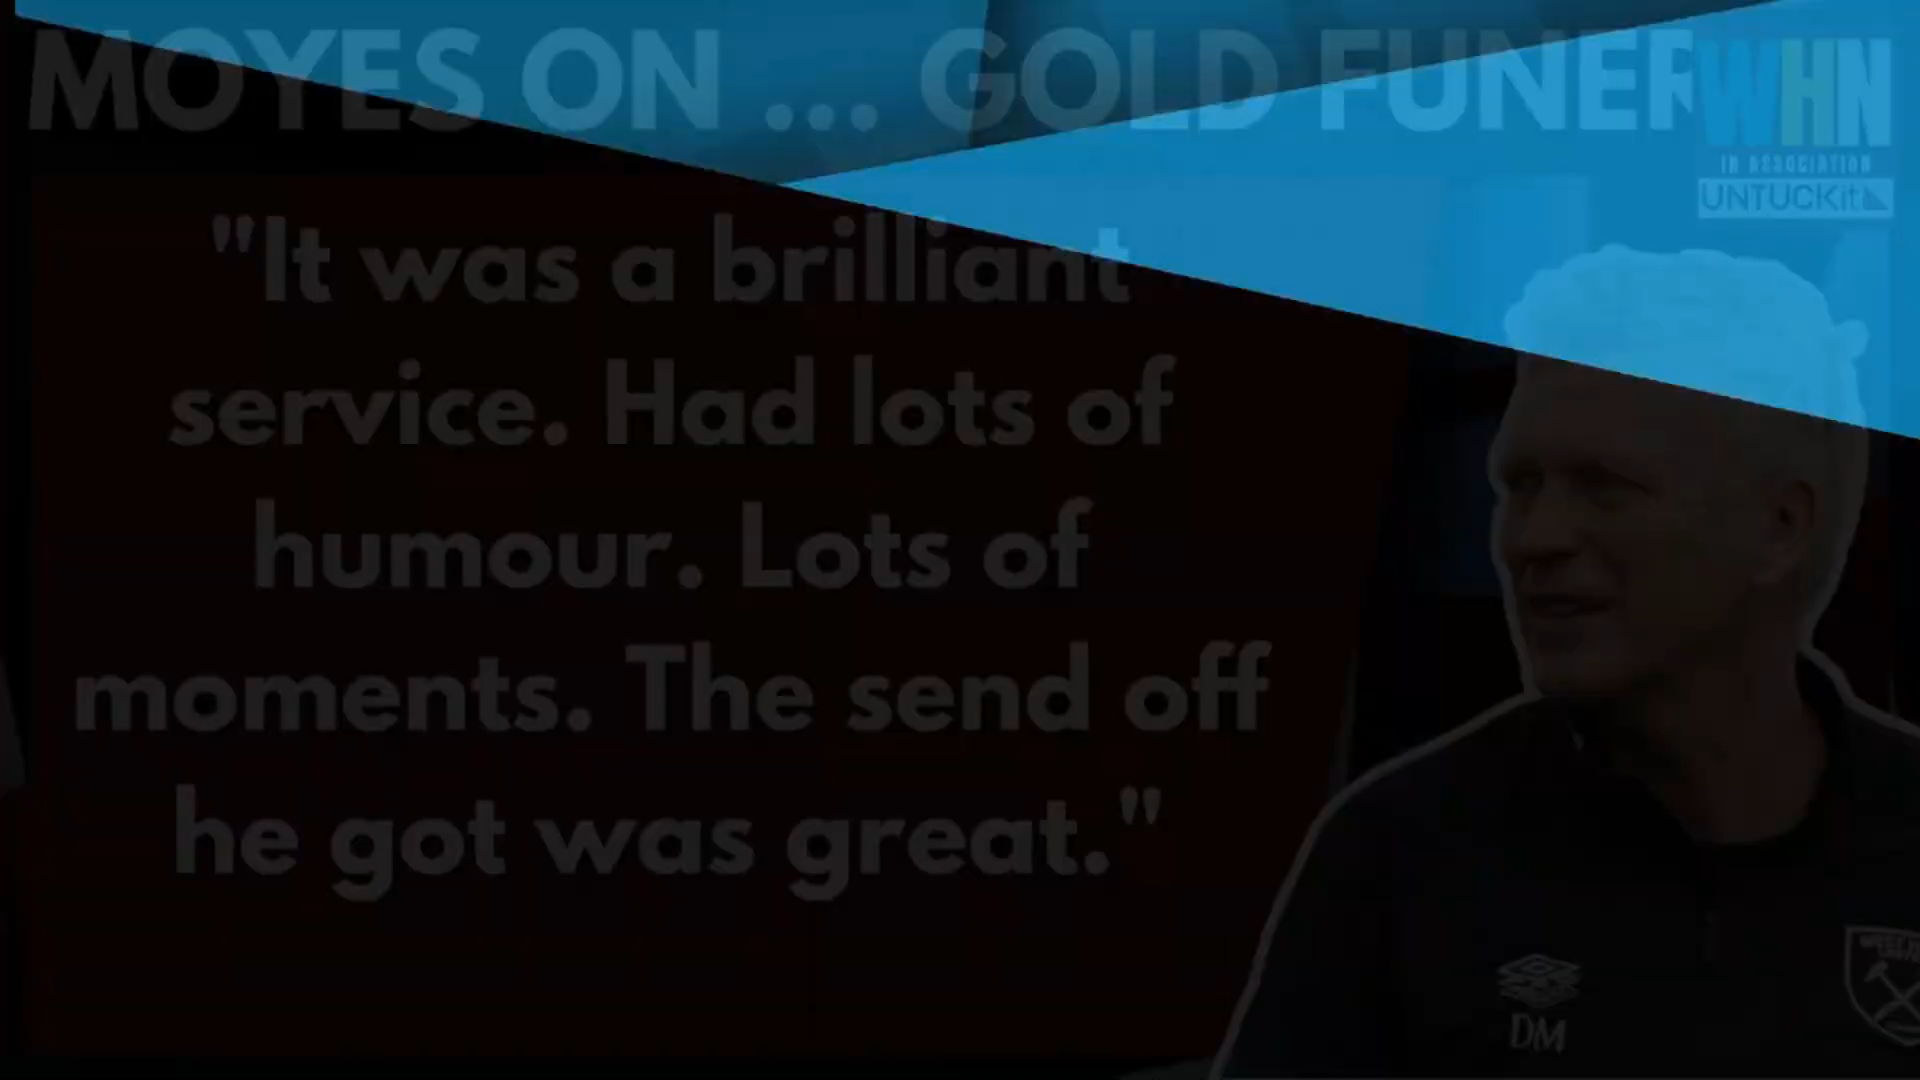 MOYES ON ... GOLD FUNER
WHN
IN ASSOCIATION
UNTUCKit
"It was a brilliant
service. Had lots of
humour. Lots of
moments. The send off
he got was great."
DM